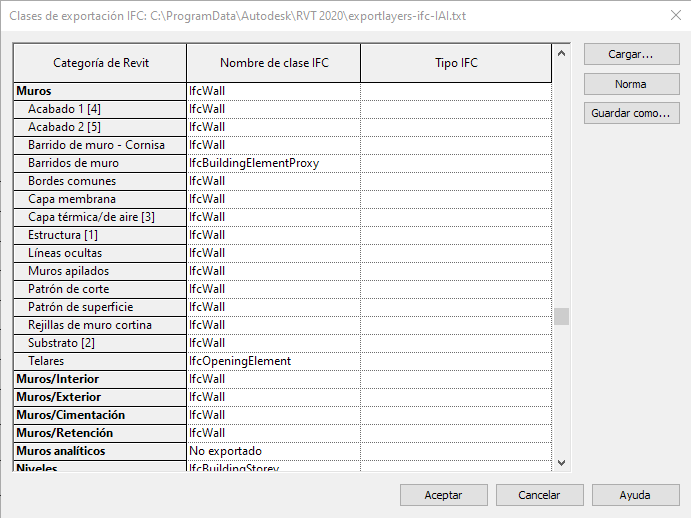 Clases de exportación IFC: C:\ProgramData\Autodesk\RVT 2020\exportlayers-ifc-IAI.txt
Categoría de Revit Nombre de clase IFC Tipo IFC
Muros IfcWall
Acabado 1 [4] IfcWall
Acabado 2 [5] IfcWall
Barrido de muro - Cornisa IfcWall
Barridos de muro IfcBuildingElementProxy
Bordes comunes IfcWall
Capa membrana IfcWall
Capa térmica/de aire [3] IfcWall
Estructura [1] IfcWall
Líneas ocultas IfcWall
Muros apilados IfcWall
Patrón de corte IfcWall
Patrón de superficie IfcWall
Rejillas de muro cortina IfcWall
Substrato [2] IfcWall
Telares IfcOpeningElement
Muros/Interior IfcWall
Muros/Exterior IfcWall
Muros/Cimentación IfcWall
Muros/Retención IfcWall
Muros analíticos No exportado
Niveles IfcBuildingStorey
Cargar...
Norma
Guardar como...
Aceptar Cancelar Ayuda